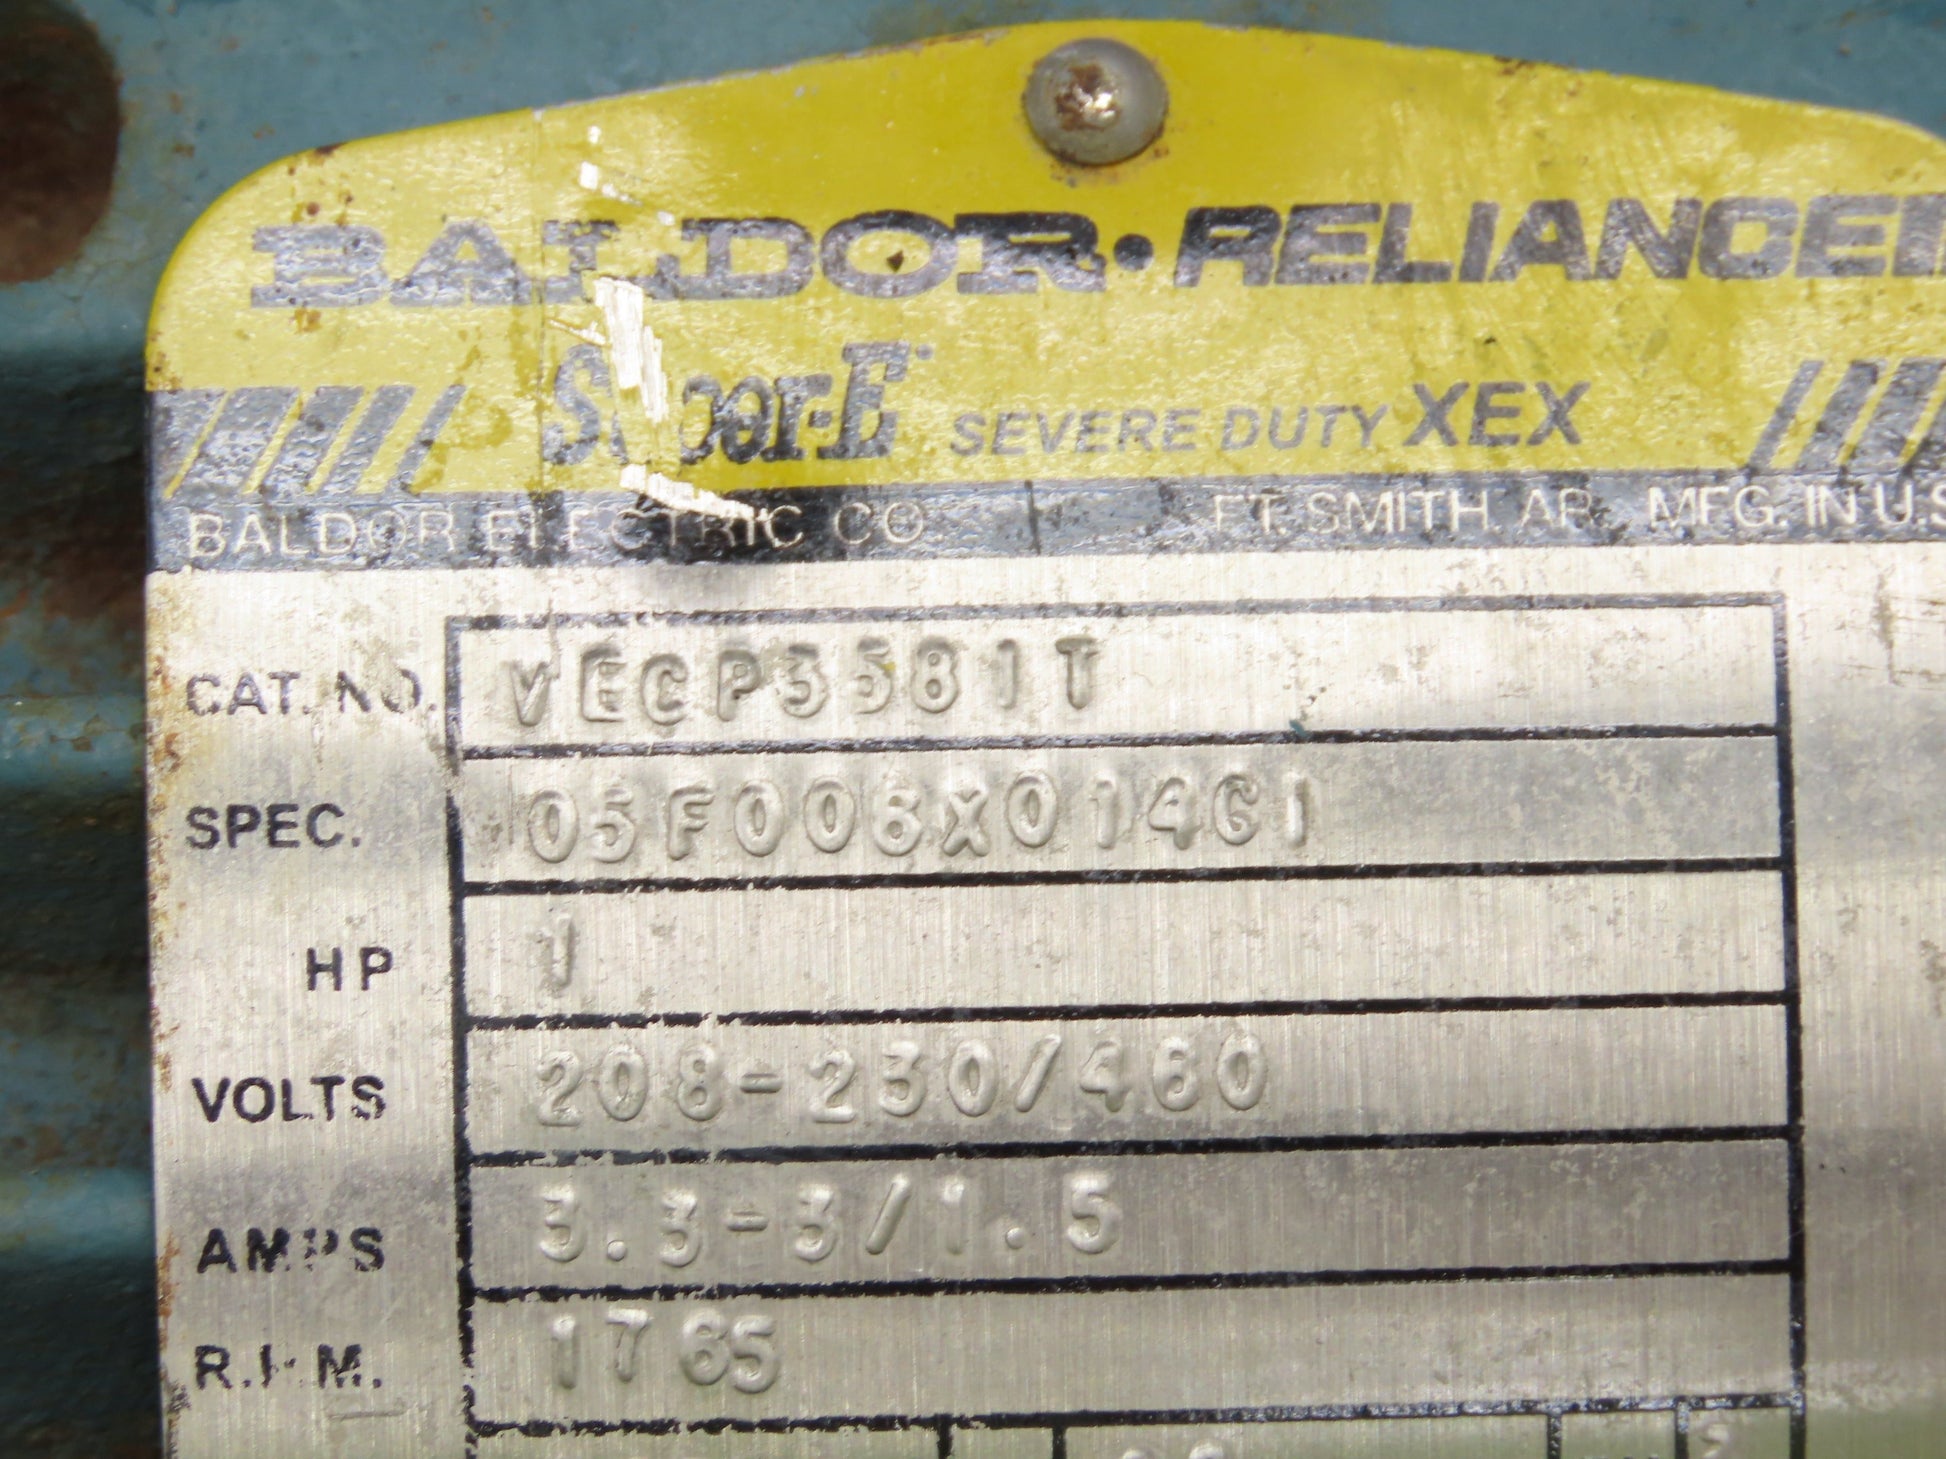 BALDOR • RELIANCE
Super-E SEVERE DUTY XEX
BALDOR ELECTRIC CO. FT. SMITH, AR. MFG. IN U.S
CAT. NO. VECP3581T
SPEC. 05F006X014G1
HP 1
VOLTS 208-230/460
AMPS 3.3-3/1.5
R.P.M. 1765